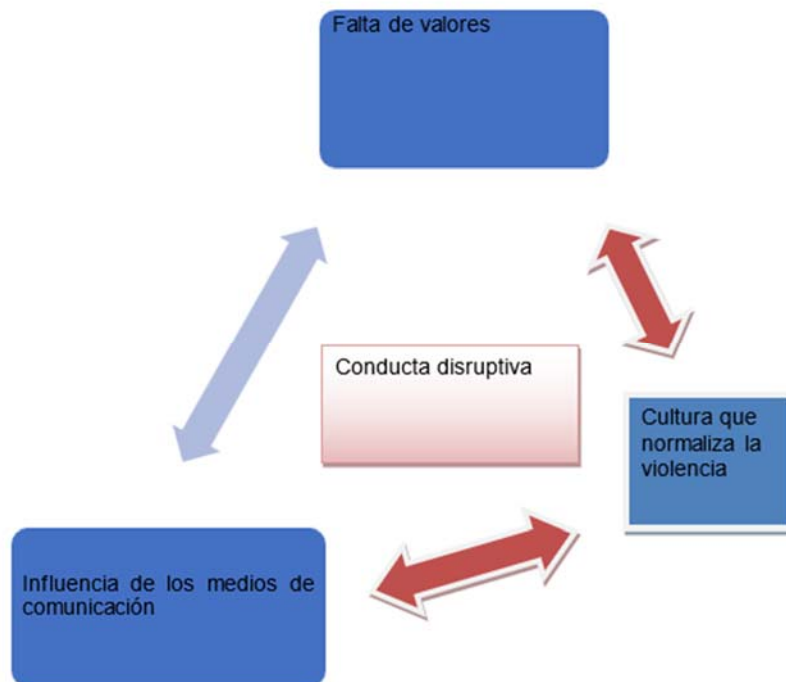 Falta de valores
Conducta disruptiva
Cultura que
normaliza la
violencia
Influencia de los medios de
comunicación